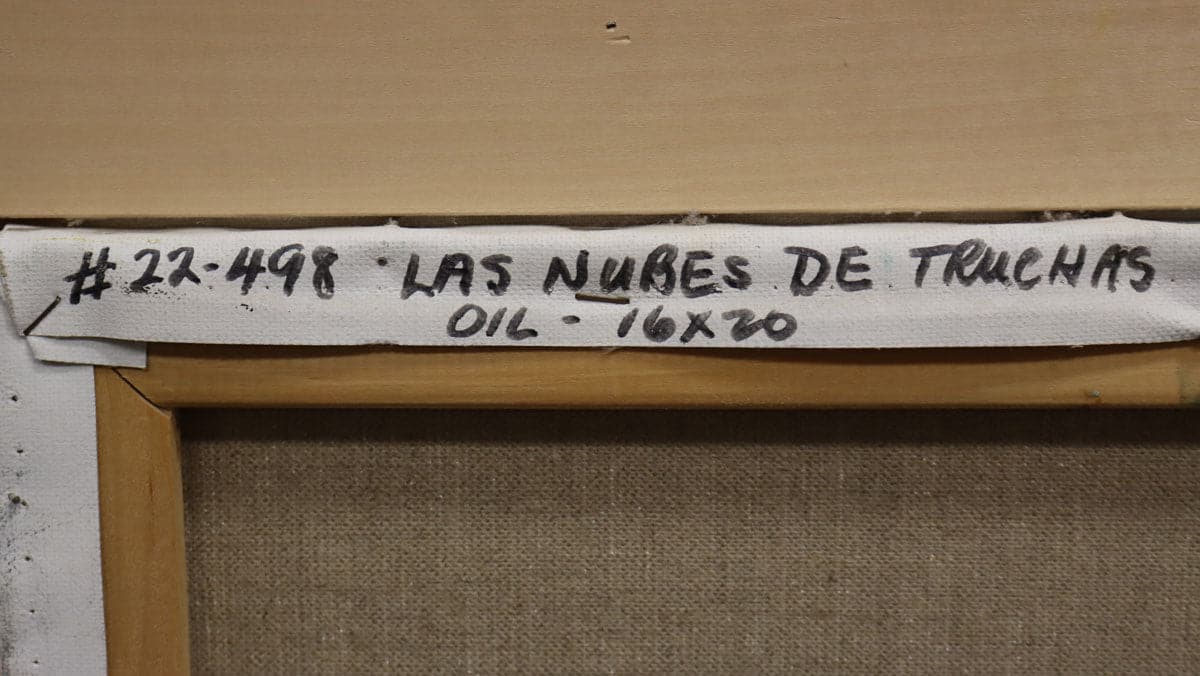 #22-498 · LAS NUBES DE TRUCHAS
OIL - 16X20